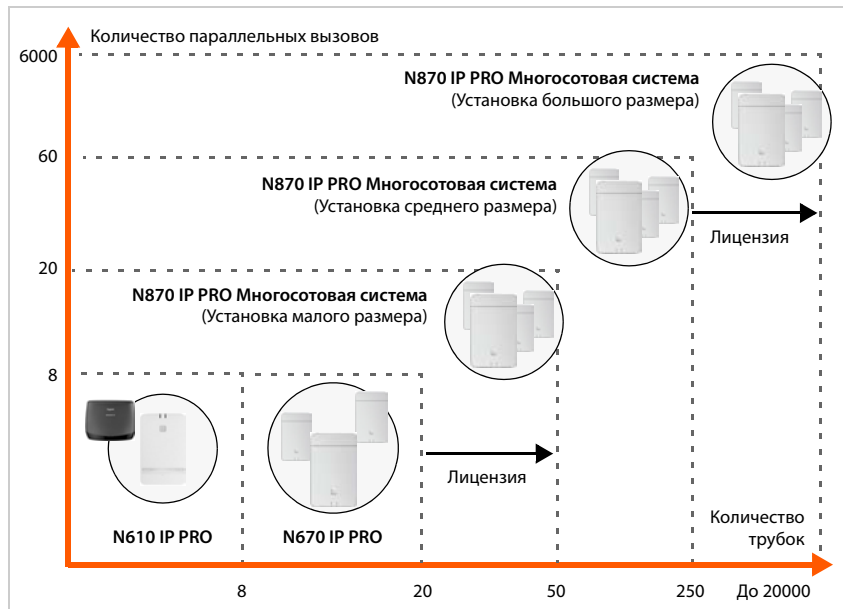 Количество параллельных вызовов
6000
N870 IP PRO Многосотовая система
(Установка большого размера)
60
N870 IP PRO Многосотовая система
(Установка среднего размера)
Лицензия
20
N870 IP PRO Многосотовая система
(Установка малого размера)
8
Лицензия
N610 IP PRO
N670 IP PRO
Количество
трубок
8
20
50
250
До 20000